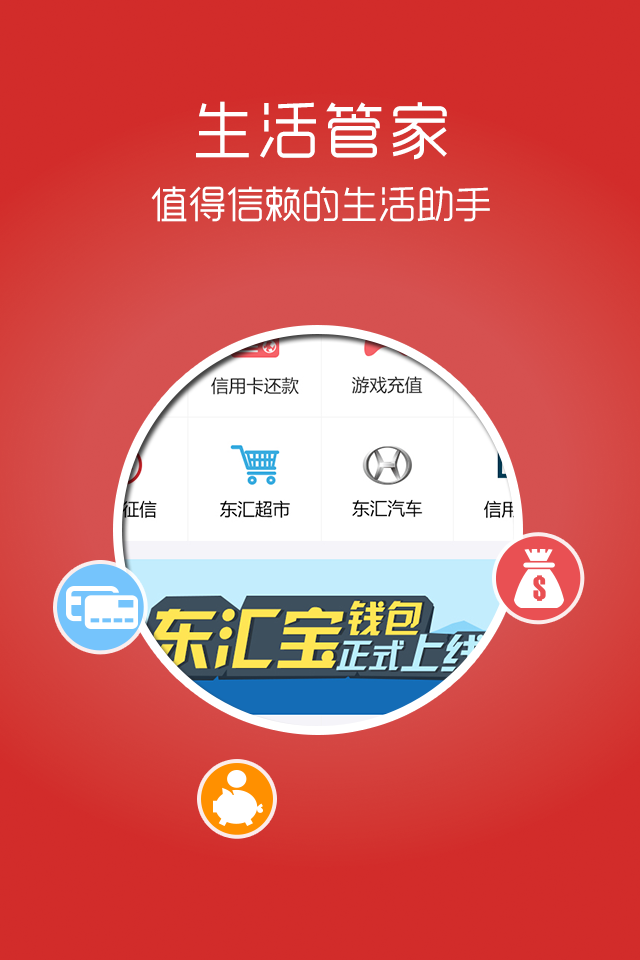 生活管家
值得信赖的生活助手
信用卡还款
游戏充值
征信
东汇超市
东汇汽车
信用
东汇宝钱包
正式上线
$